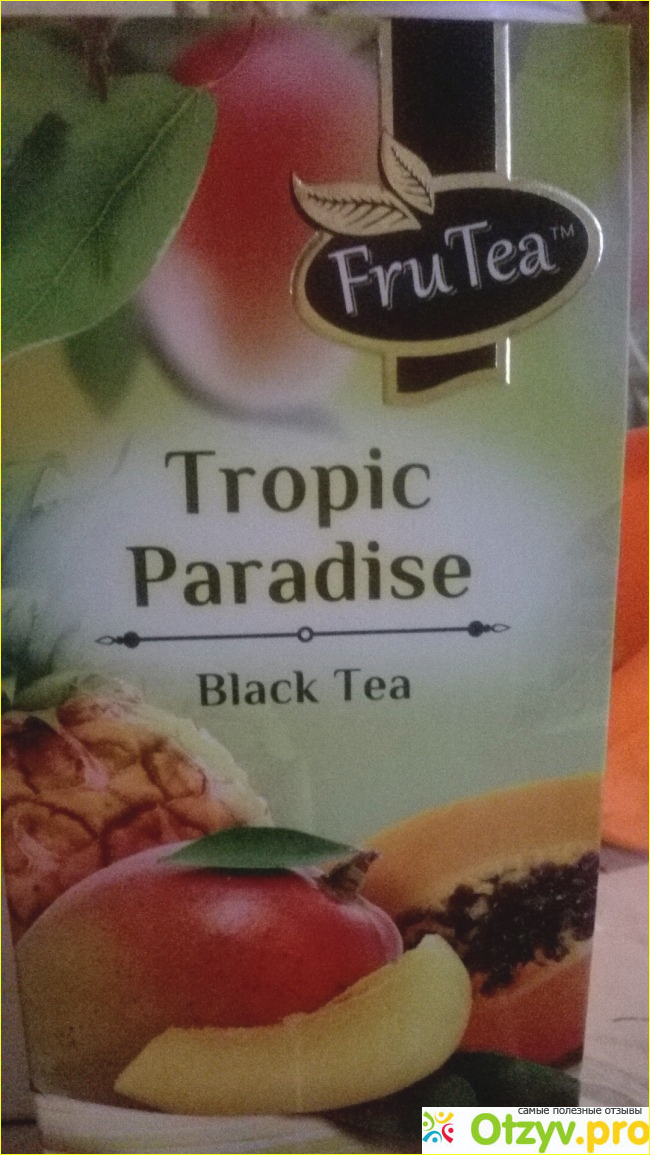 FruTea™
Tropic
Paradise
Black Tea
самые полезные отзывы
Otzyv.pro